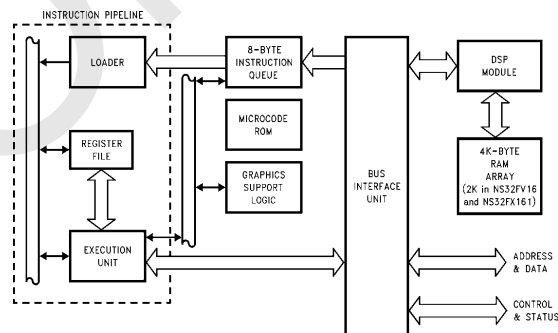 INSTRUCTION PIPELINE
LOADER
8-BYTE
INSTRUCTION
QUEUE
DSP
MODULE
MICROCODE
ROM
REGISTER
FILE
4K-BYTE
RAM
ARRAY
(2K in NS32FV16
and NS32FX161)
GRAPHICS
SUPPORT
LOGIC
BUS
INTERFACE
UNIT
EXECUTION
UNIT
ADDRESS
& DATA
CONTROL
& STATUS